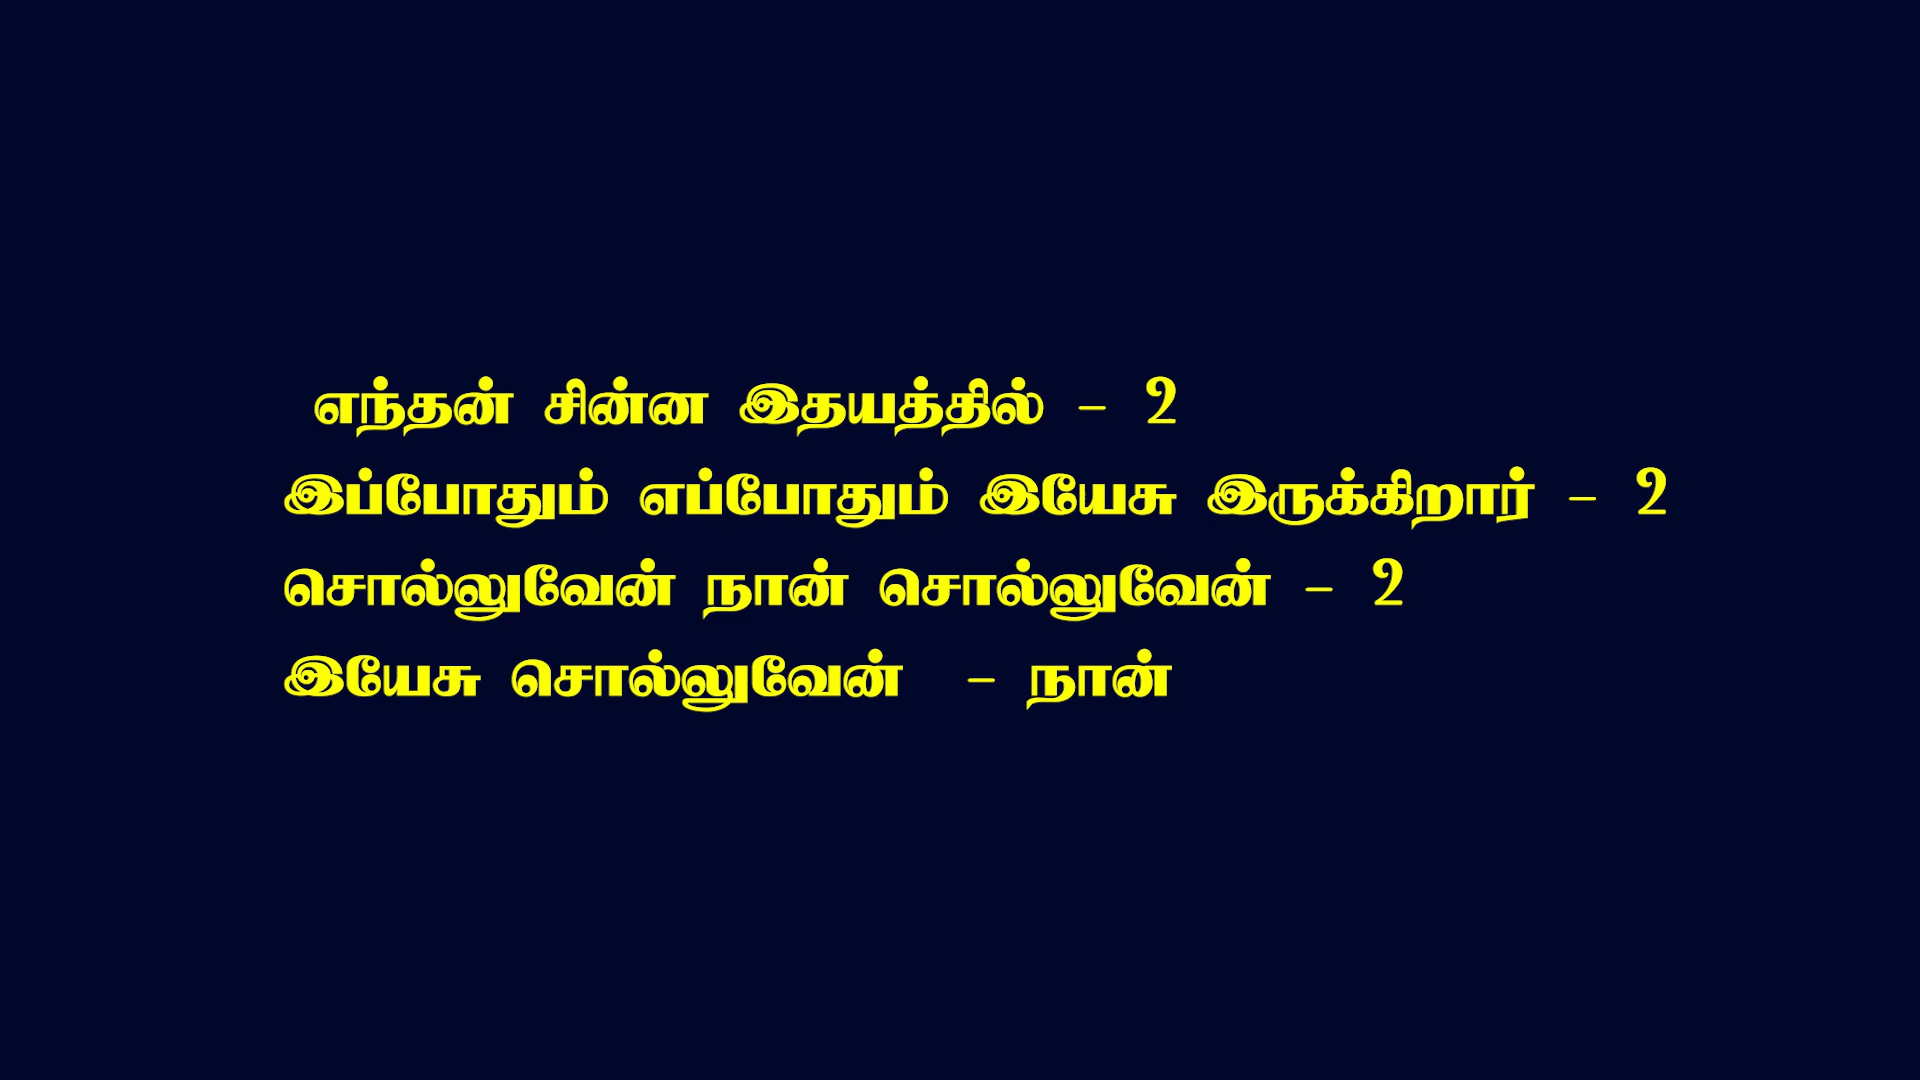 எந்தன் சின்ன இதயத்தில் - 2
இப்போதும் எப்போதும் இயேசு இருக்கிறார் - 2
சொல்லுவேன் நான் சொல்லுவேன் - 2
இயேசு சொல்லுவேன் - நான்